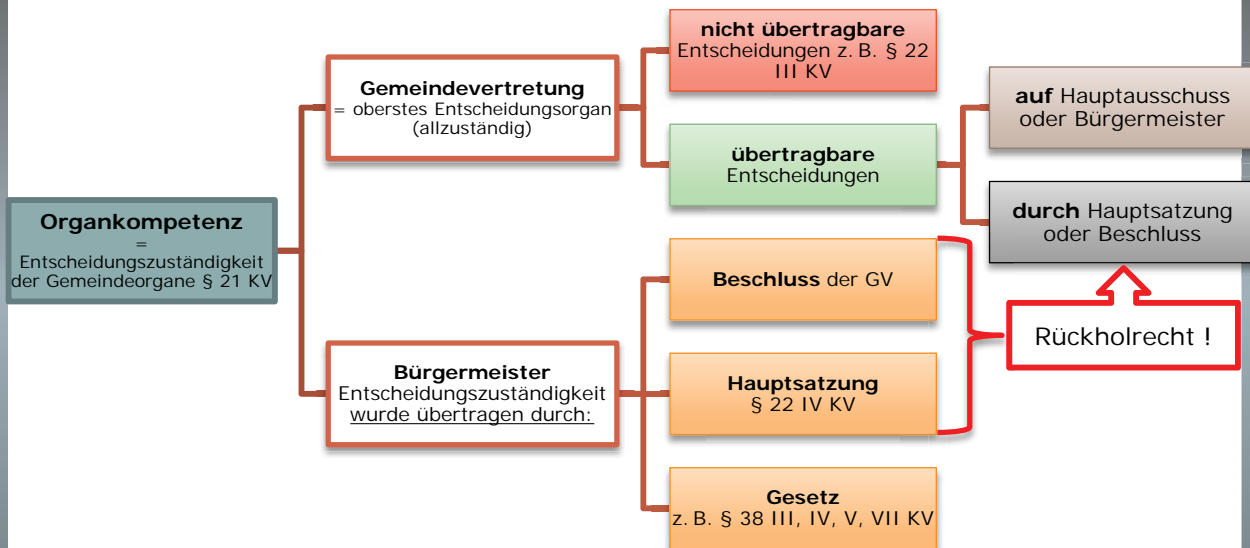 Organkompetenz
=
Entscheidungszuständigkeit
der Gemeindeorgane § 21 KV
Gemeindevertretung
= oberstes Entscheidungsorgan
(allzuständig)
nicht übertragbare
Entscheidungen z. B. § 22
III KV
übertragbare
Entscheidungen
auf Hauptausschuss
oder Bürgermeister
durch Hauptsatzung
oder Beschluss
Bürgermeister
Entscheidungszuständigkeit
wurde übertragen durch:
Beschluss der GV
Hauptsatzung
§ 22 IV KV
Gesetz
z. B. § 38 III, IV, V, VII KV
Rückholrecht !